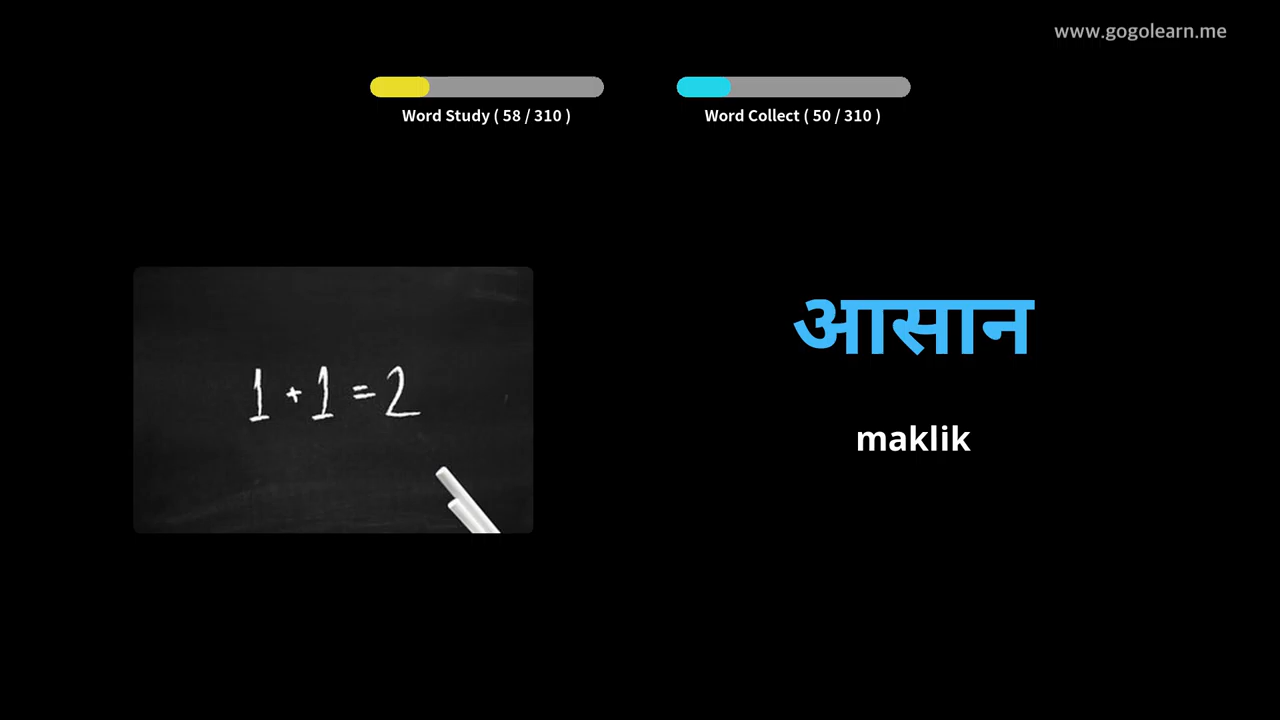 www.gogolearn.me
Word Study ( 58 / 310 )
Word Collect ( 50 / 310 )
1 + 1 = 2
आसान
maklik